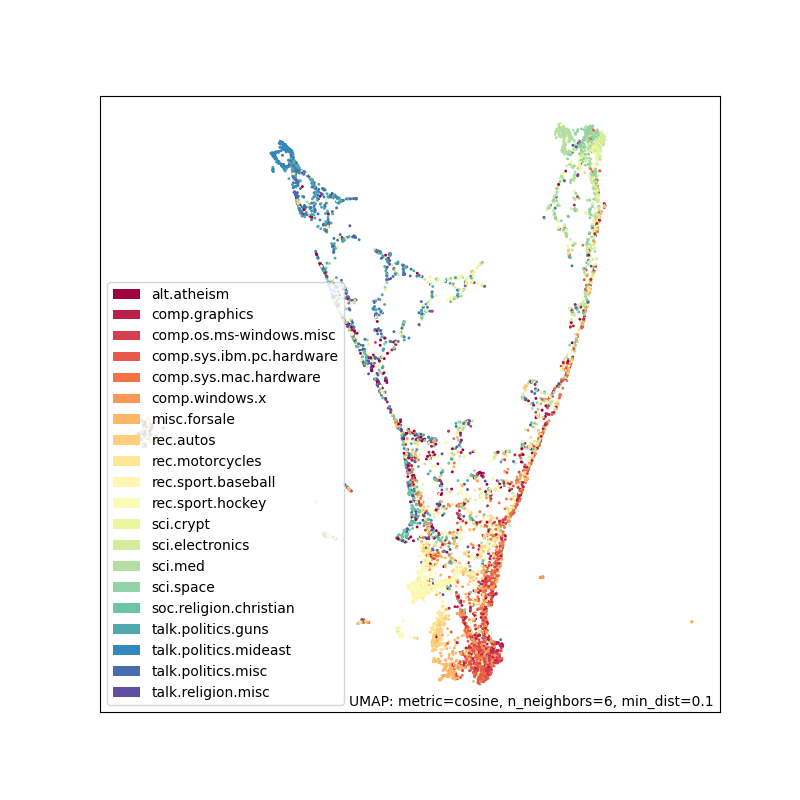 alt.atheism
comp.graphics
comp.os.ms-windows.misc
comp.sys.ibm.pc.hardware
comp.sys.mac.hardware
comp.windows.x
misc.forsale
rec.autos
rec.motorcycles
rec.sport.baseball
rec.sport.hockey
sci.crypt
sci.electronics
sci.med
sci.space
soc.religion.christian
talk.politics.guns
talk.politics.mideast
talk.politics.misc
talk.religion.misc
UMAP: metric=cosine, n_neighbors=6, min_dist=0.1